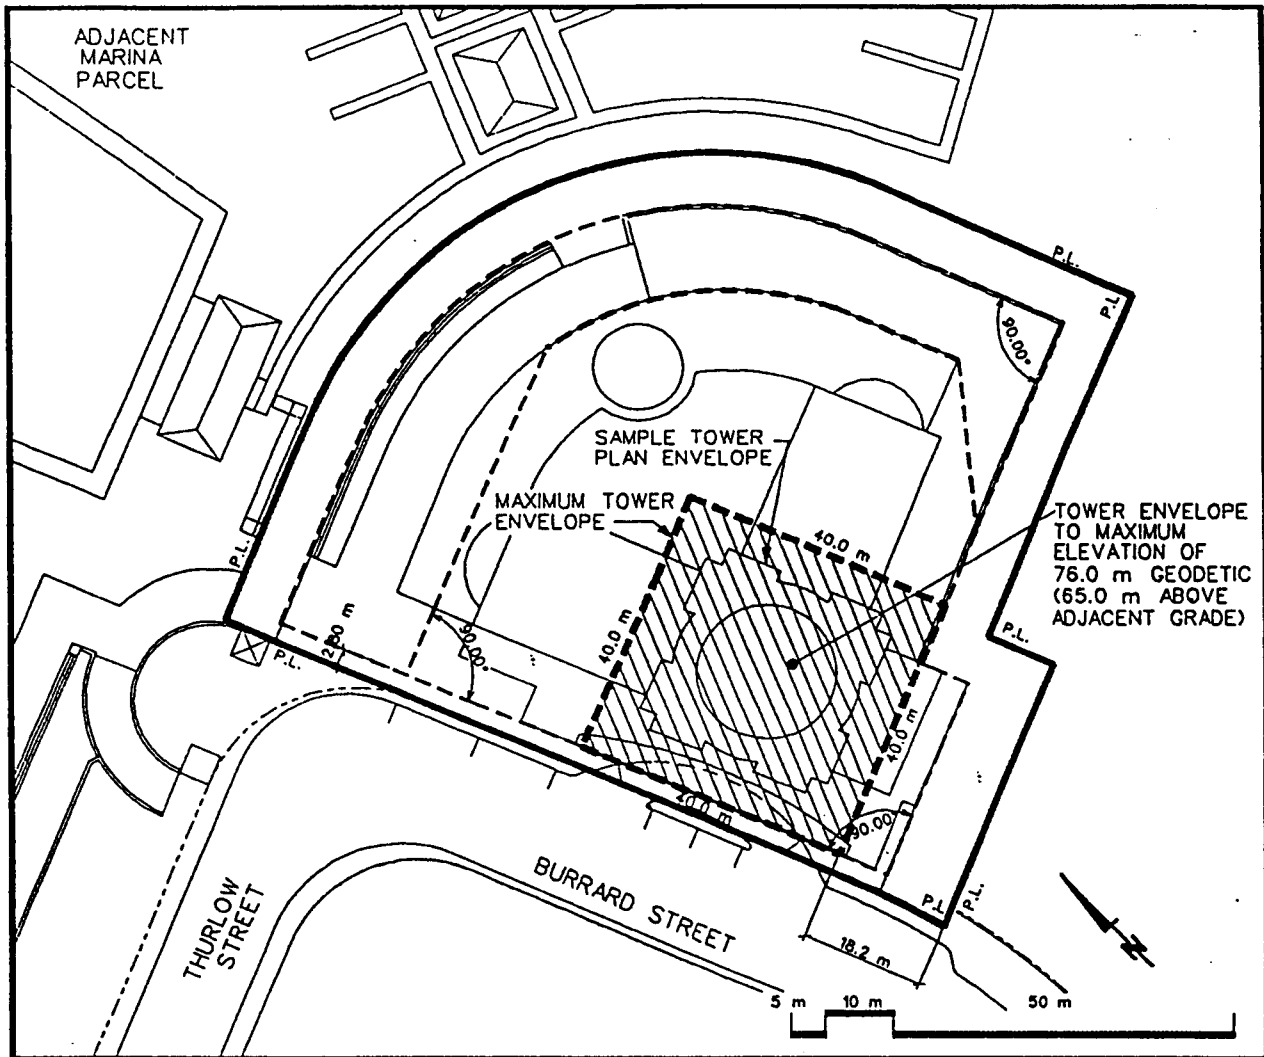 ADJACENT
MARINA
PARCEL
P.L.
P.L.
90.00°
SAMPLE TOWER
PLAN ENVELOPE
MAXIMUM TOWER
ENVELOPE
40.0 m
TOWER ENVELOPE
TO MAXIMUM
ELEVATION OF
76.0 m GEODETIC
(65.0 m ABOVE
ADJACENT GRADE)
P.L.
40.0 m
P.L.
90.00°
P.L.
40.0 m
90.00
BURRARD STREET
THURLOW
STREET
P.L.
P.L.
18.2 m
N
5 m
10 m
50 m